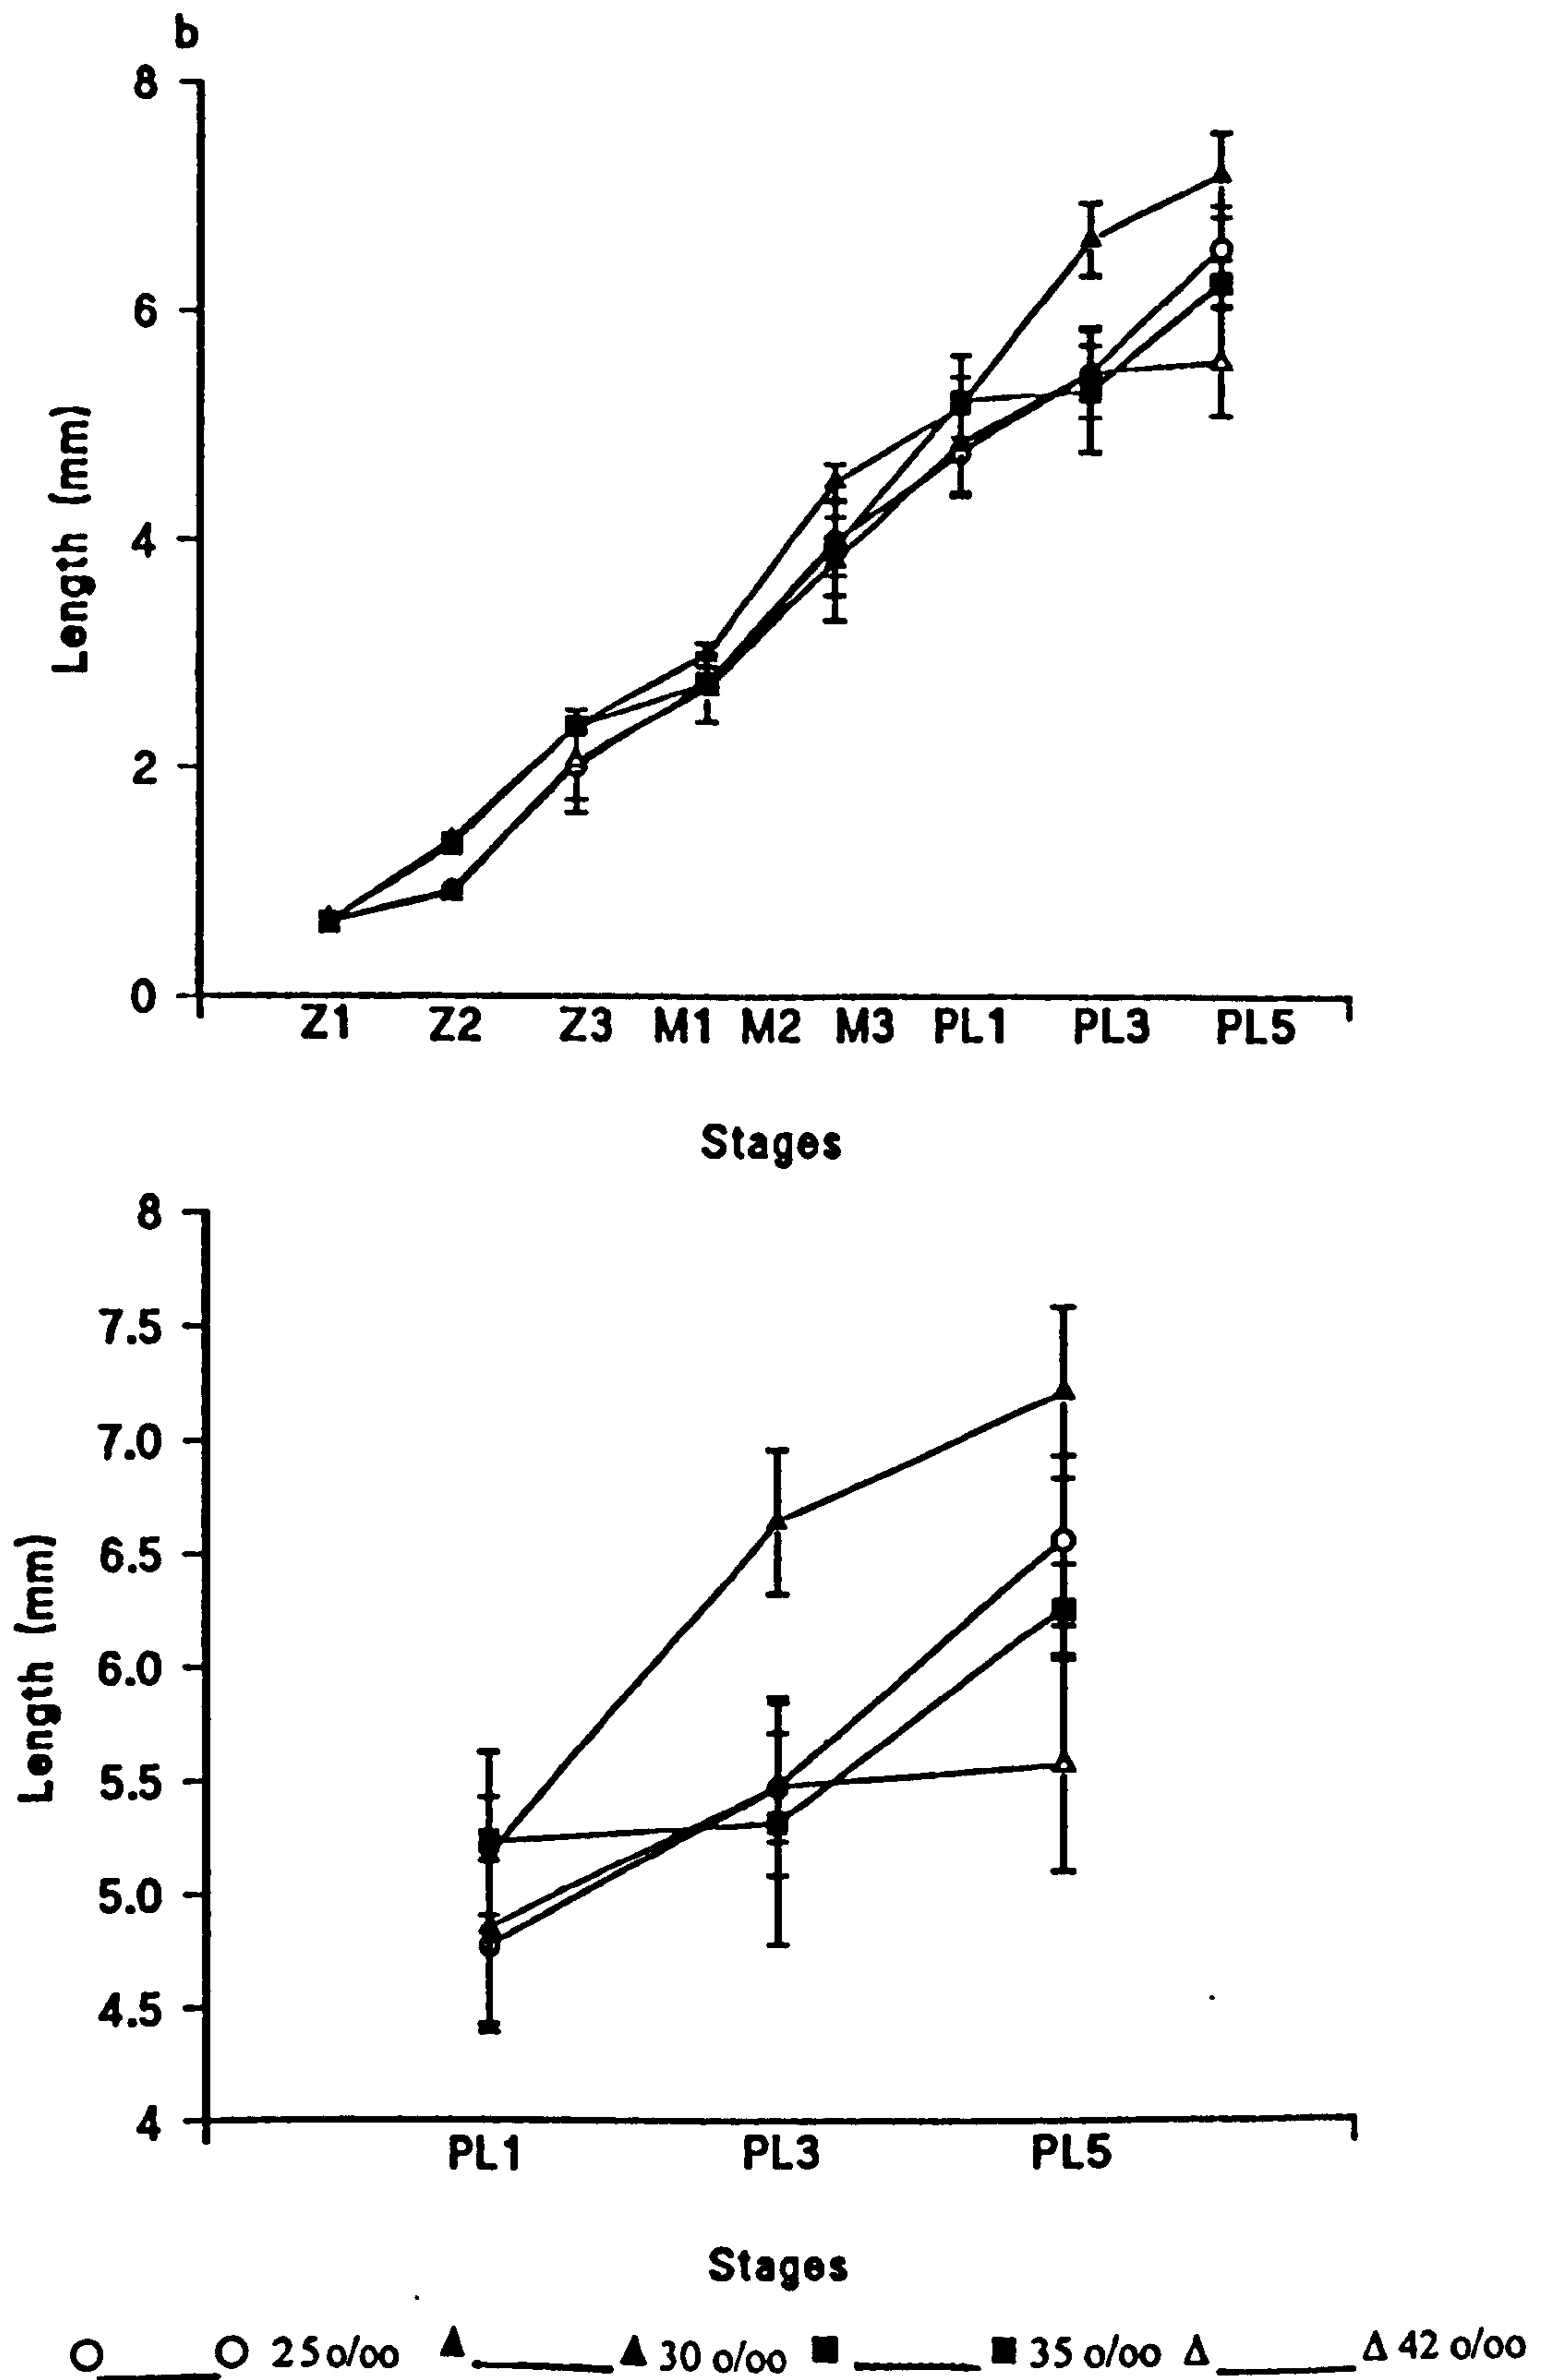 b
8
6
4
2
0
Length (mm)
Z1 Z2 Z3 M1 M2 M3 PL1 PL3 PL5
Stages
8
7.5
7.0
6.5
6.0
5.5
5.0
4.5
4
Length (mm)
PL1 PL3 PL5
Stages
25 o/oo 30 o/oo 35 o/oo 42 o/oo